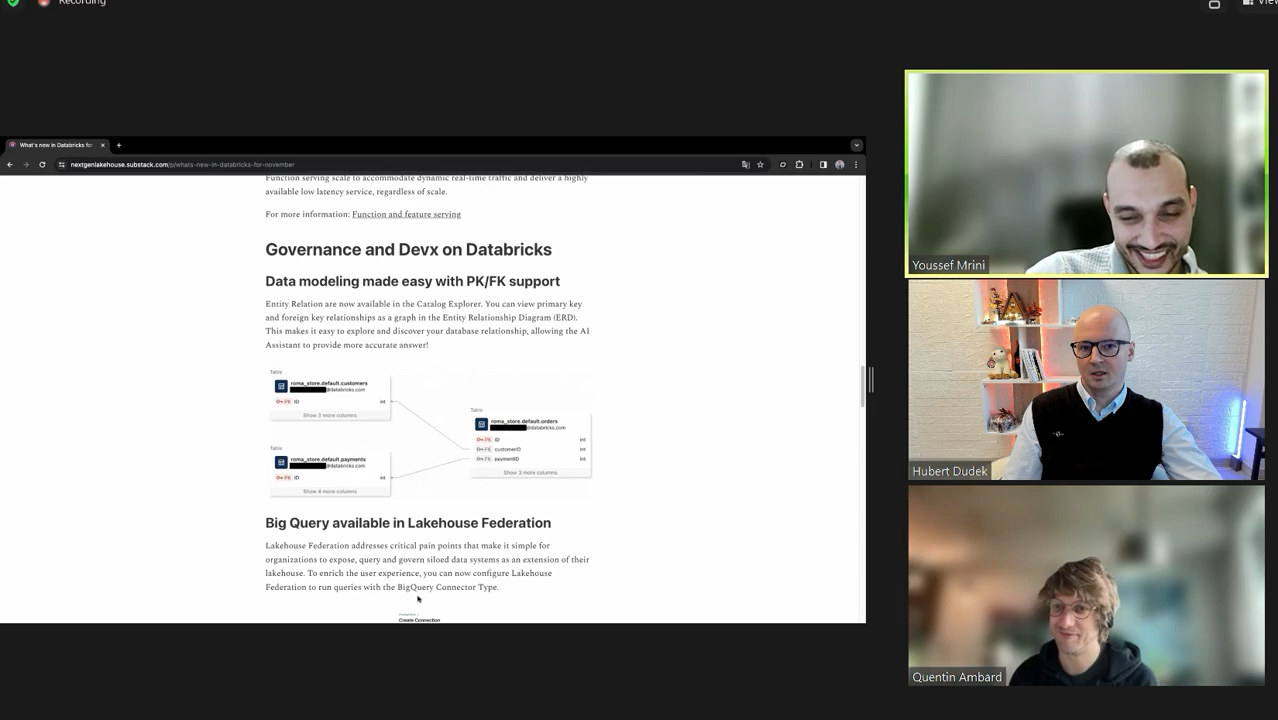 Recording
View
What's new in Databricks for
nextgenlakehouse.substack.com/p/whats-new-in-databricks-for-november
Function serving scale to accommodate dynamic real-time traffic and deliver a highly
available low latency service, regardless of scale.
For more information: Function and feature serving
Governance and Devx on Databricks
Data modeling made easy with PK/FK support
Entity Relation are now available in the Catalog Explorer. You can view primary key
and foreign key relationships as a graph in the Entity Relationship Diagram (ERD).
This makes it easy to explore and discover your database relationship, allowing the AI
Assistant to provide more accurate answer!
Table
roma_store.default.customers
@databricks.com
PK ID int
Show 3 more columns
Table
roma_store.default.payments
@databricks.com
PK ID int
Show 4 more columns
Table
roma_store.default.orders
@databricks.com
PK ID int
FK customerID int
FK paymentID int
Show 3 more columns
Big Query available in Lakehouse Federation
Lakehouse Federation addresses critical pain points that make it simple for
organizations to expose, query and govern siloed data systems as an extension of their
lakehouse. To enrich the user experience, you can now configure Lakehouse
Federation to run queries with the BigQuery Connector Type.
Create Connection
Youssef Mrini
Hubert Dudek
Quentin Ambard